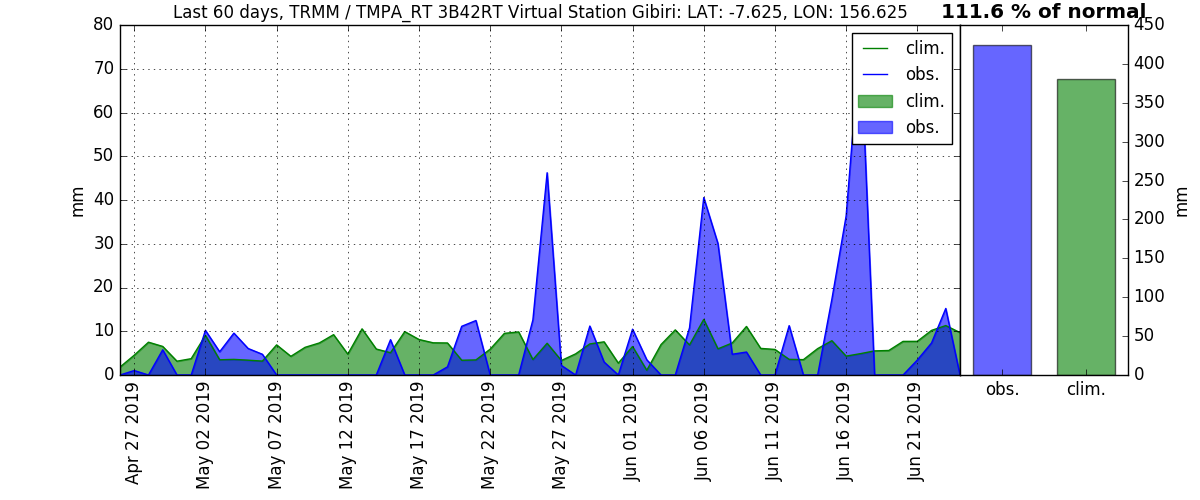 Last 60 days, TRMM / TMPA_RT 3B42RT Virtual Station Gibiri: LAT: -7.625, LON: 156.625
111.6 % of normal
80
70
60
50
40
30
20
10
0
mm
clim.
obs.
clim.
obs.
450
400
350
300
250
200
150
100
50
0
mm
Apr 27 2019
May 02 2019
May 07 2019
May 12 2019
May 17 2019
May 22 2019
May 27 2019
Jun 01 2019
Jun 06 2019
Jun 11 2019
Jun 16 2019
Jun 21 2019
obs.
clim.